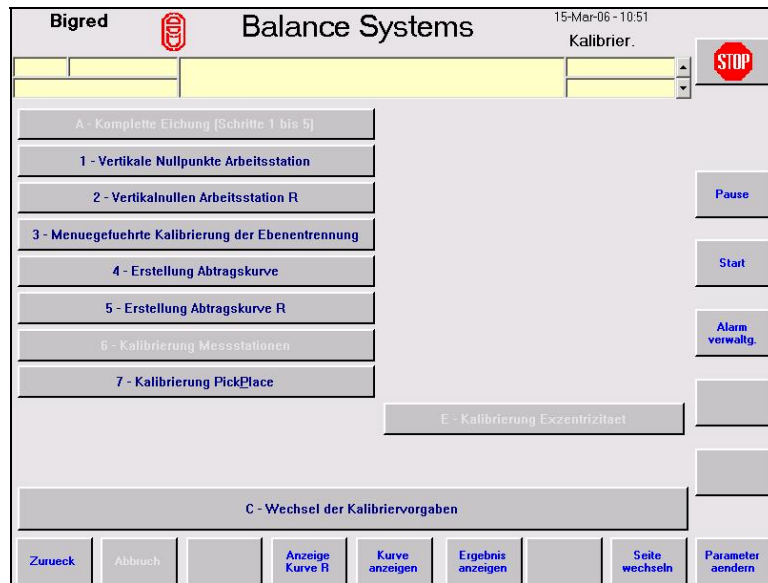 Bigred
Balance Systems
15-Mar-06 - 10:51
Kalibrier.
STOP
A - Komplette Eichung (Schritte 1 bis 5)
1 - Vertikale Nullpunkte Arbeitsstation
2 - Vertikalnullen Arbeitsstation R
Pause
3 - Menuegefuehrte Kalibrierung der Ebenentrennung
4 - Erstellung Abtragskurve
Start
5 - Erstellung Abtragskurve R
6 - Kalibrierung Messstationen
Alarm
verwaltg.
7 - Kalibrierung PickPlace
E - Kalibrierung Exzentrizitaet
C - Wechsel der Kalibriervorgaben
Zurueck
Abbruch
Anzeige
Kurve R
Kurve
anzeigen
Ergebnis
anzeigen
Seite
wechseln
Parameter
aendern